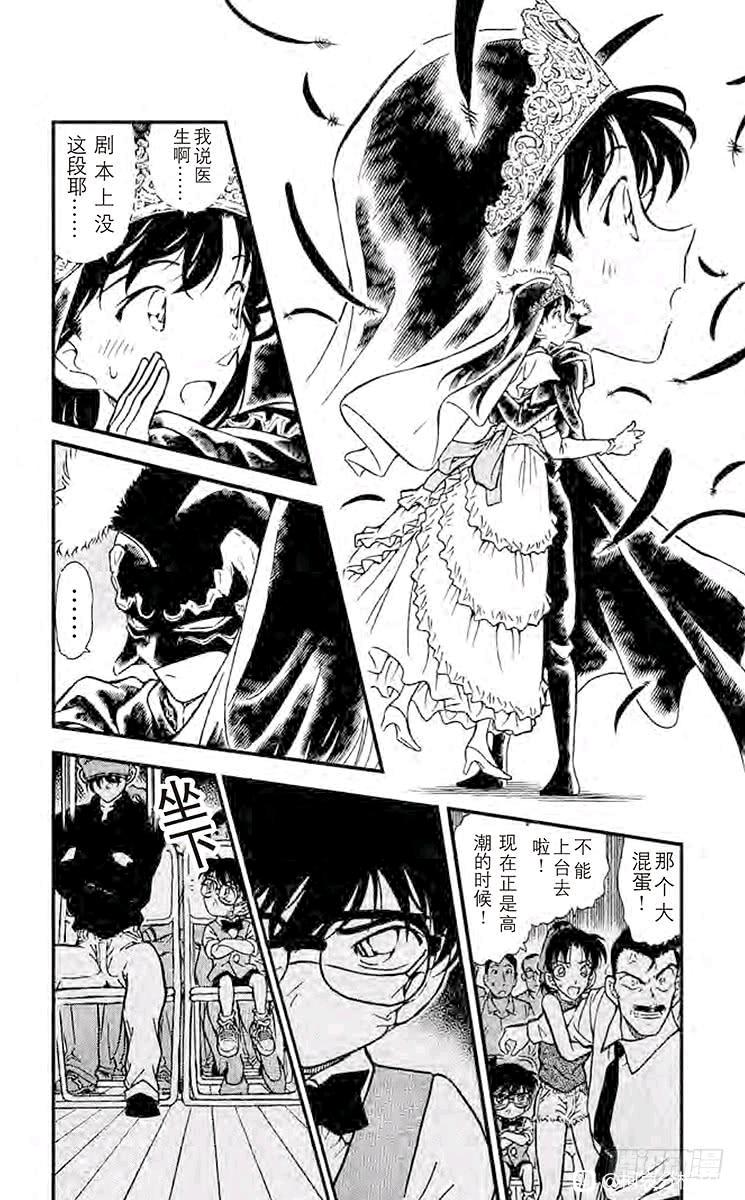 我说医
生啊……
剧本上没
这段耶……
……
那个大
混蛋！
不能
上台去
啦！
现在正是高
潮的时候！
坐下